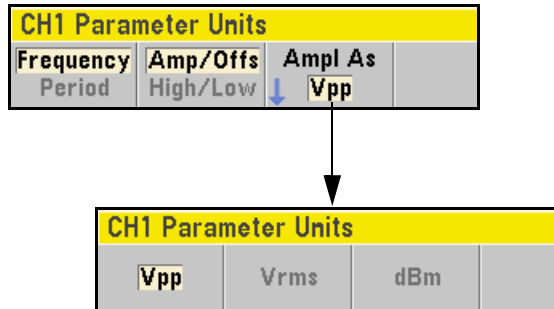 CH1 Parameter Units
Frequency Amp/Offs Ampl As
Period High/Low Vpp
CH1 Parameter Units
Vpp Vrms dBm